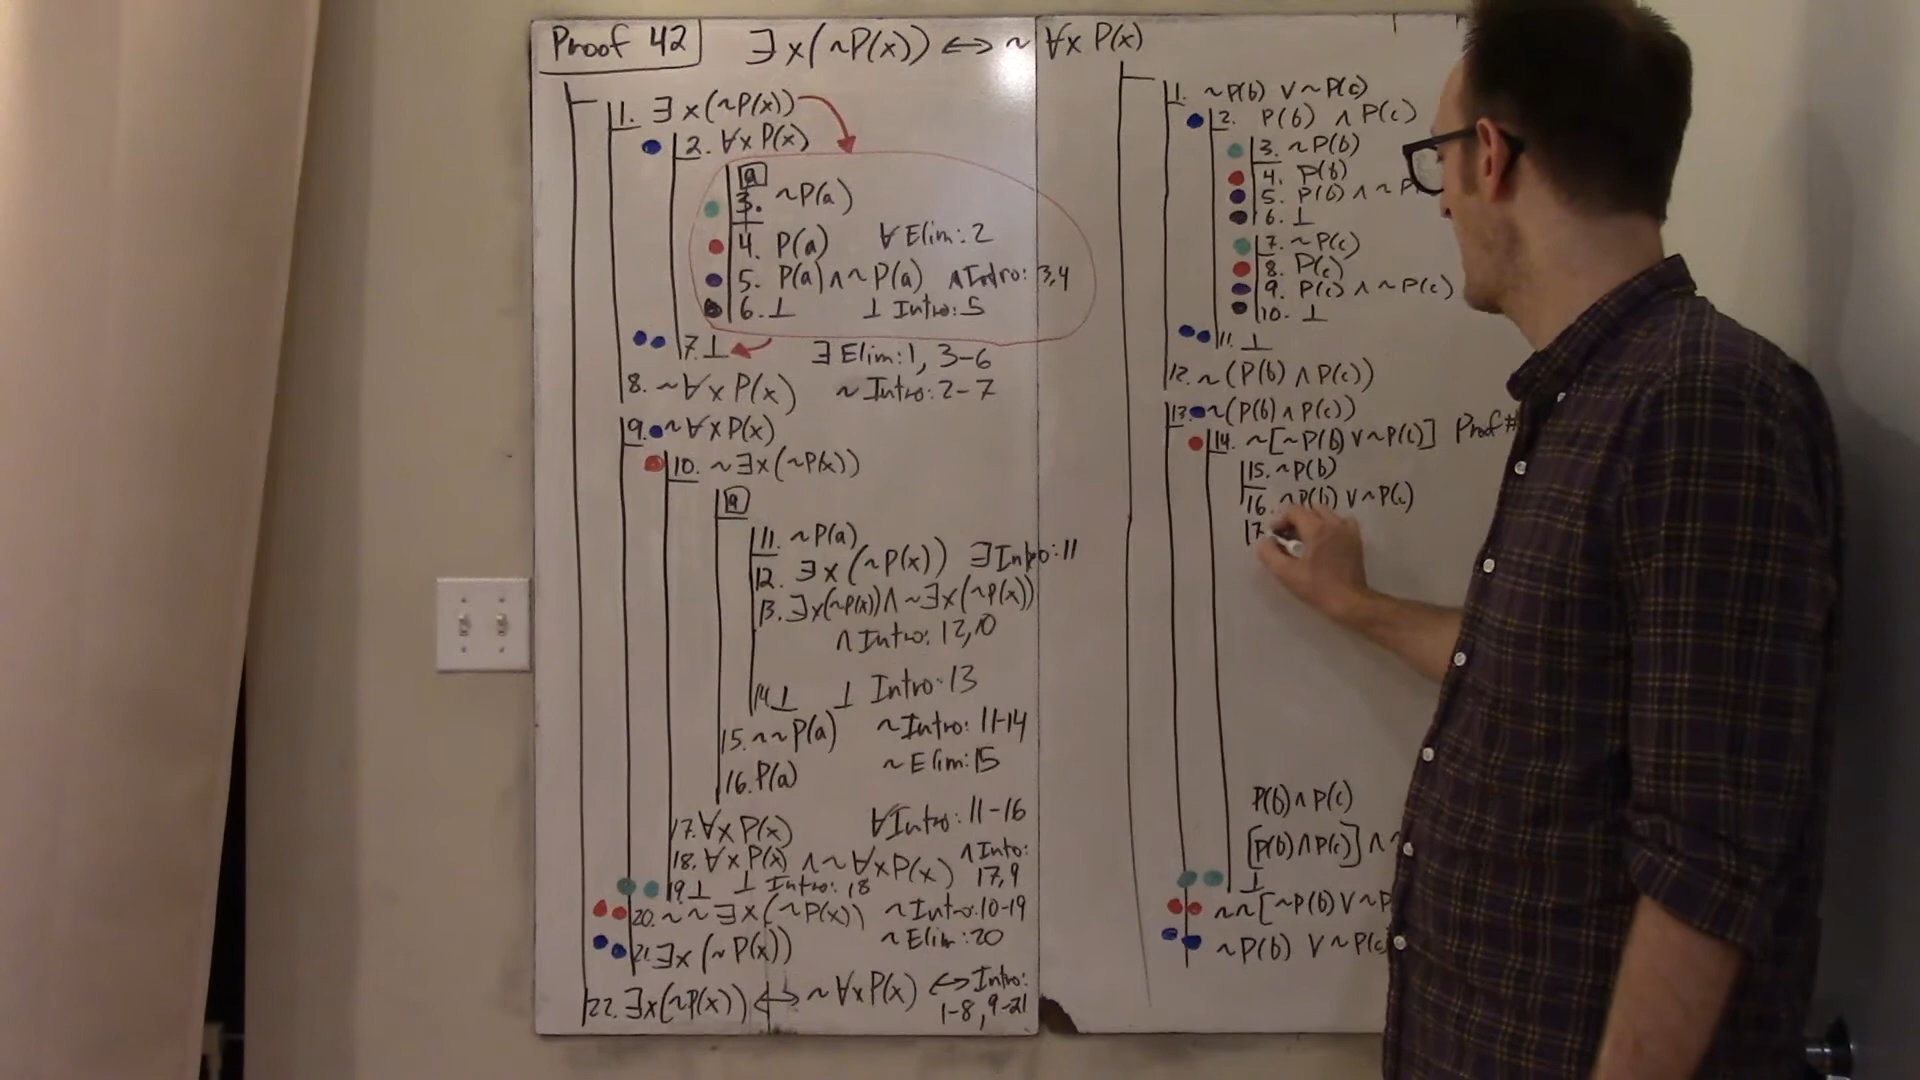 Proof 42 ∃x(~P(x)) ↔ ~∀x P(x)
1. ∃x(~P(x))
2. ∀x P(x)
a
3. ~P(a)
4. P(a) ∀ Elim: 2
5. P(a) ∧ ~P(a) ∧ Intro: 3,4
6. ⊥ ⊥ Intro: 5
7. ⊥ ∃ Elim: 1, 3-6
8. ~∀x P(x) ~ Intro: 2-7
9. ~∀x P(x)
10. ~∃x(~P(x))
a
11. ~P(a)
12. ∃x(~P(x)) ∃ Intro: 11
13. ∃x(~P(x)) ∧ ~∃x(~P(x))
∧ Intro: 12, 10
14. ⊥ ⊥ Intro: 13
15. ~~P(a) ~ Intro: 11-14
16. P(a) ~ Elim: 15
17. ∀x P(x) ∀ Intro: 11-16
18. ∀x P(x) ∧ ~∀x P(x) ∧ Into: 17,9
19. ⊥ ⊥ Intro: 18
20. ~~∃x(~P(x)) ~ Intro: 10-19
21. ∃x(~P(x)) ~ Elim: 20
22. ∃x(~P(x)) ↔ ~∀x P(x) ↔ Intro: 1-8, 9-21
1. ~P(b) ∨ ~P(c)
2. P(b) ∧ P(c)
3. ~P(b)
4. P(b)
5. P(b) ∧ ~P
6. ⊥
7. ~P(c)
8. P(c)
9. P(c) ∧ ~P(c)
10. ⊥
11. ⊥
12. ~(P(b) ∧ P(c))
13. ~(P(b) ∧ P(c))
14. ~[~P(b) ∨ ~P(c)] Proof #
15. ~P(b)
16. ~P(b) ∨ ~P(c)
17
P(b) ∧ P(c)
[P(b) ∧ P(c)] ∧ ~
⊥
~~[~P(b) ∨ ~P
~P(b) ∨ ~P(c